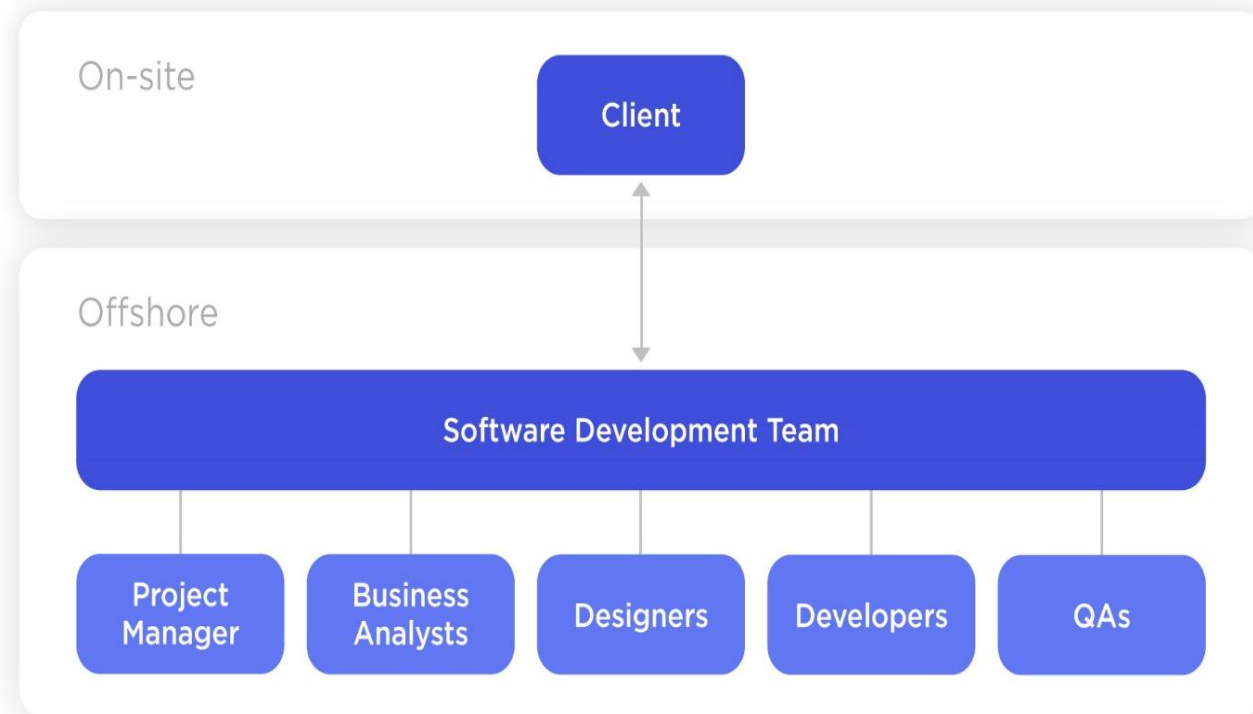 On-site
Client
Offshore
Software Development Team
Project
Manager
Business
Analysts
Designers
Developers
QAs